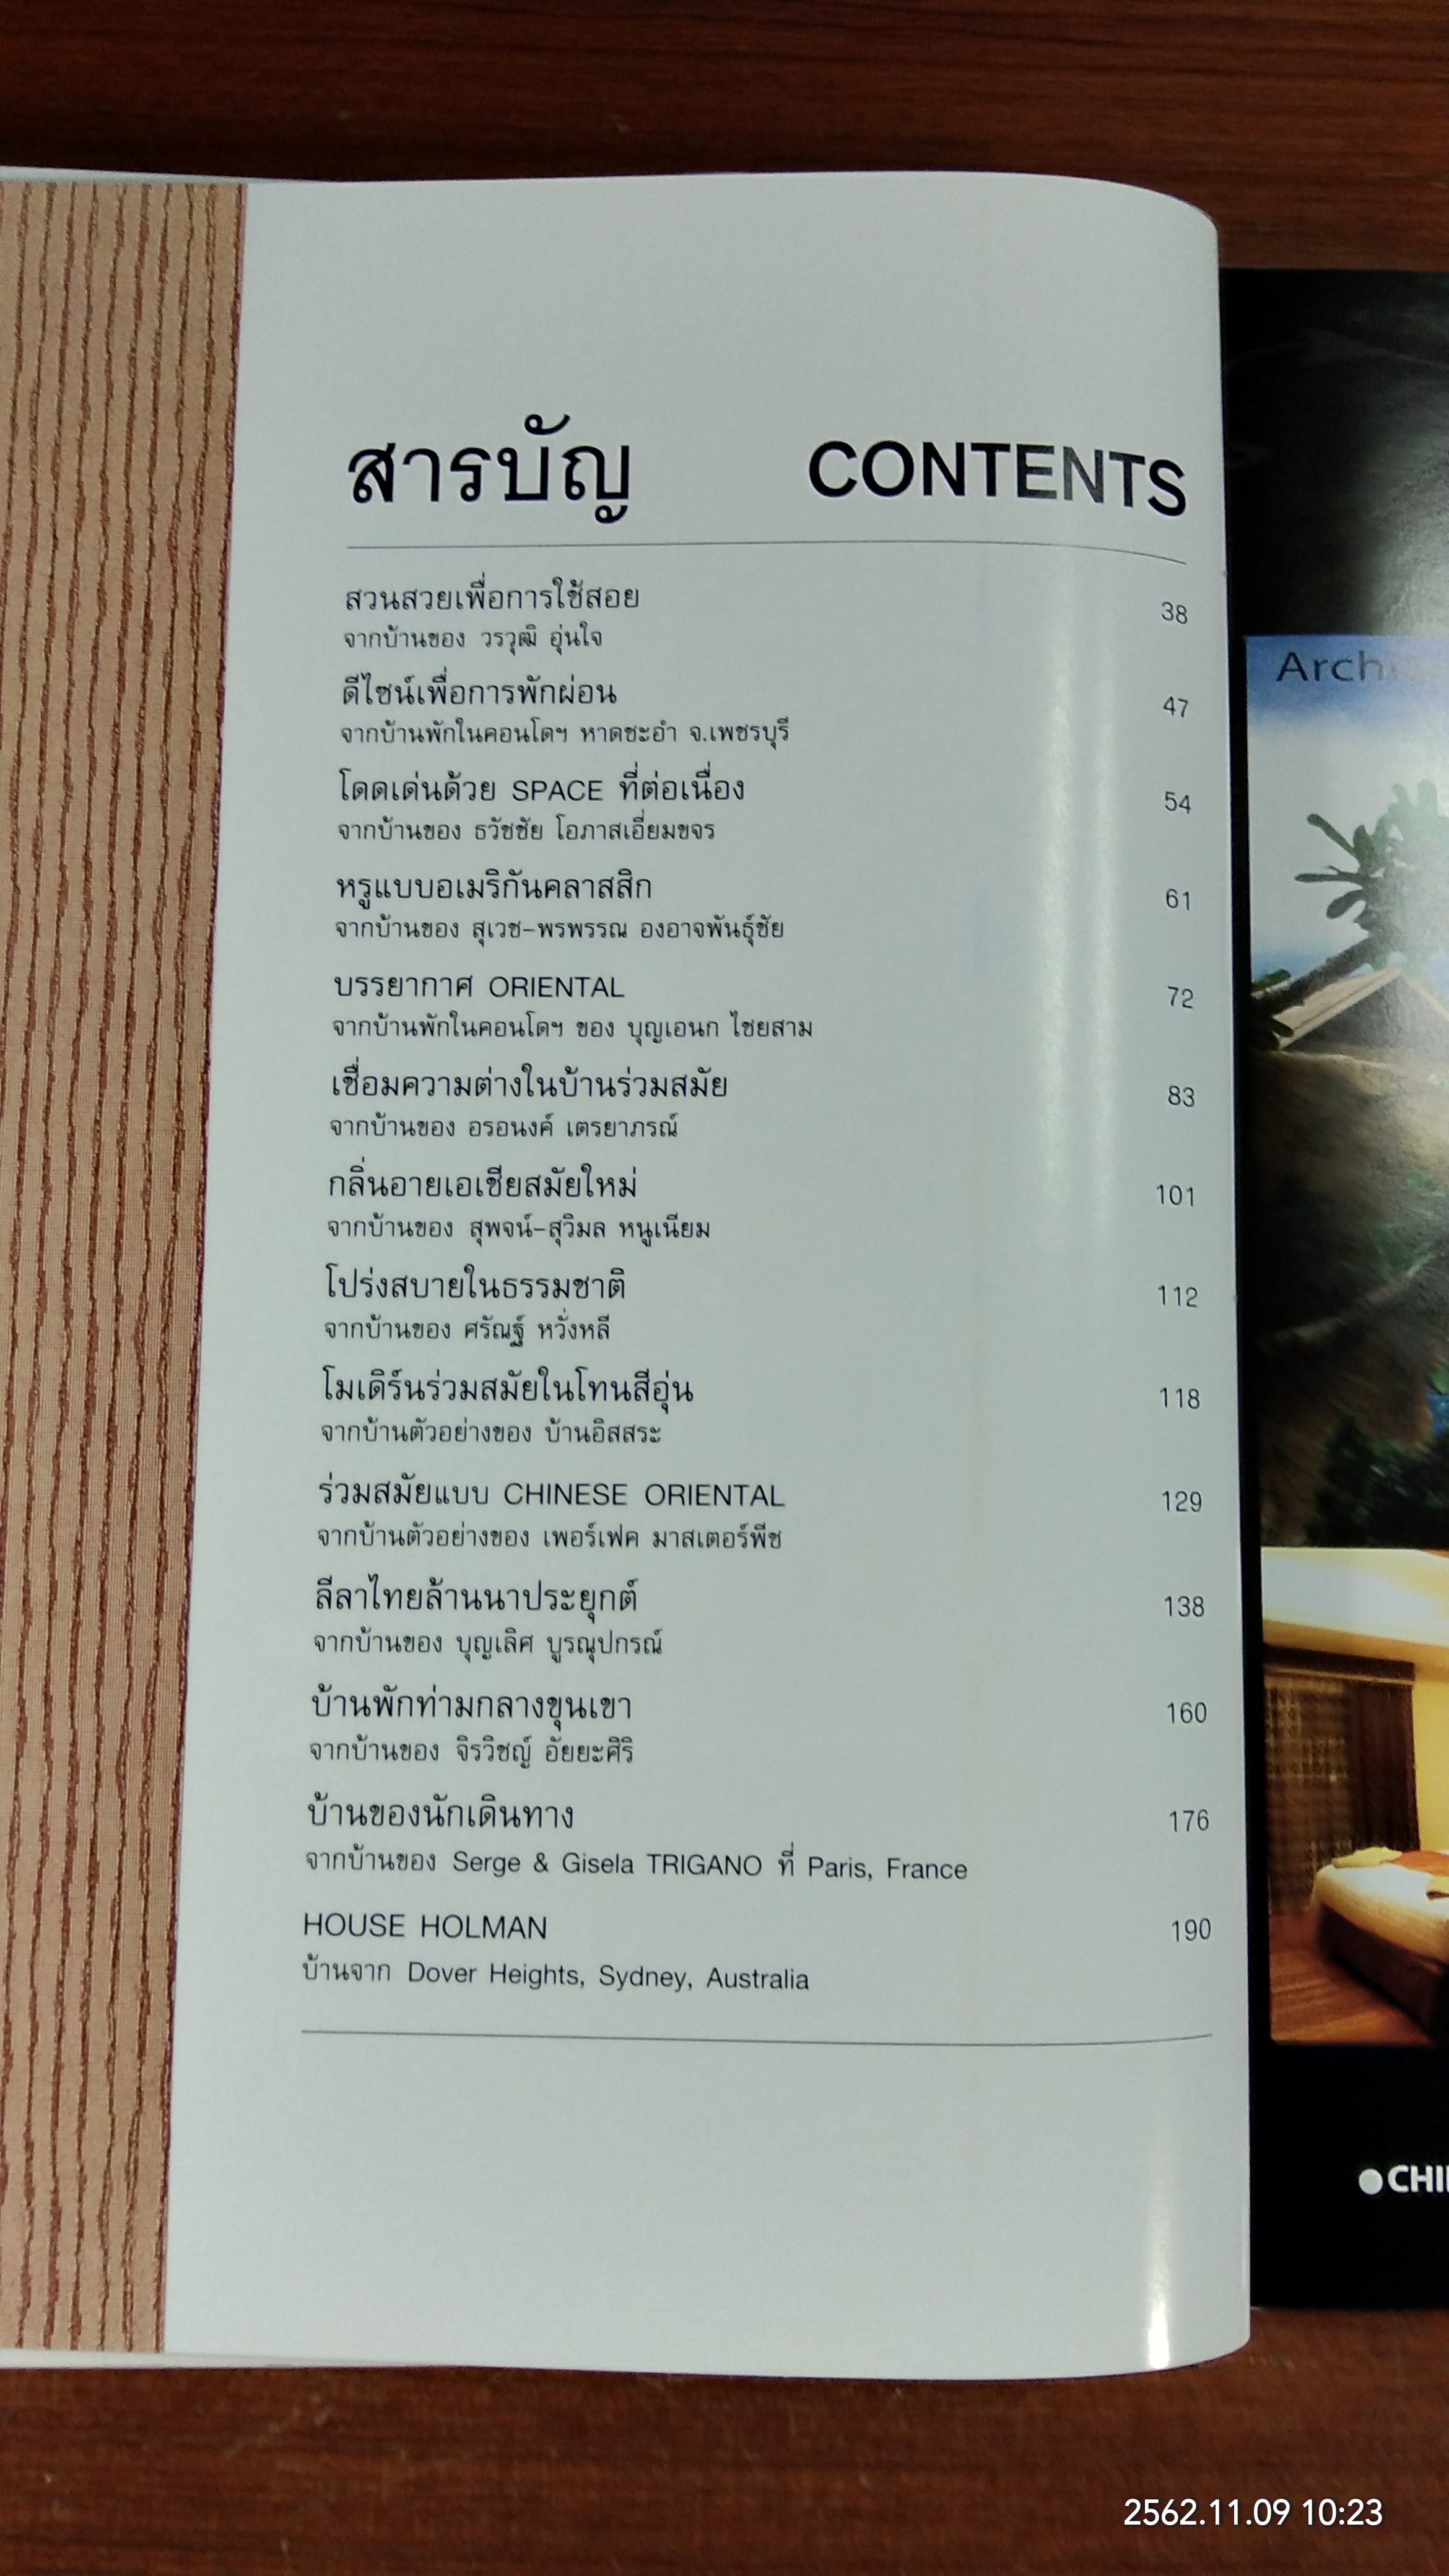 สารบัญ CONTENTS
สวนสวยเพื่อการใช้สอย 38
จากบ้านของ วรวุฒิ อุ่นใจ
ดีไซน์เพื่อการพักผ่อน 47
จากบ้านพักในคอนโดฯ หาดชะอำ จ.เพชรบุรี
โดดเด่นด้วย SPACE ที่ต่อเนื่อง 54
จากบ้านของ ธวัชชัย โอภาสเอี่ยมขจร
หรูแบบอเมริกันคลาสสิก 61
จากบ้านของ สุเวช-พรพรรณ องอาจพันธุ์ชัย
บรรยากาศ ORIENTAL 72
จากบ้านพักในคอนโดฯ ของ บุญเอนก ไชยสาม
เชื่อมความต่างในบ้านร่วมสมัย 83
จากบ้านของ อรอนงค์ เตรยาภรณ์
กลิ่นอายเอเชียสมัยใหม่ 101
จากบ้านของ สุพจน์-สุวิมล หนูเนียม
โปร่งสบายในธรรมชาติ 112
จากบ้านของ ศรัณฐ์ หวั่งหลี
โมเดิร์นร่วมสมัยในโทนสีอุ่น 118
จากบ้านตัวอย่างของ บ้านอิสสระ
ร่วมสมัยแบบ CHINESE ORIENTAL 129
จากบ้านตัวอย่างของ เพอร์เฟค มาสเตอร์พีช
ลีลาไทยล้านนาประยุกต์ 138
จากบ้านของ บุญเลิศ บูรณุปกรณ์
บ้านพักท่ามกลางขุนเขา 160
จากบ้านของ จิรวิชญ์ อัยยะศิริ
บ้านของนักเดินทาง 176
จากบ้านของ Serge & Gisela TRIGANO ที่ Paris, France
HOUSE HOLMAN 190
บ้านจาก Dover Heights, Sydney, Australia
2562.11.09 10:23